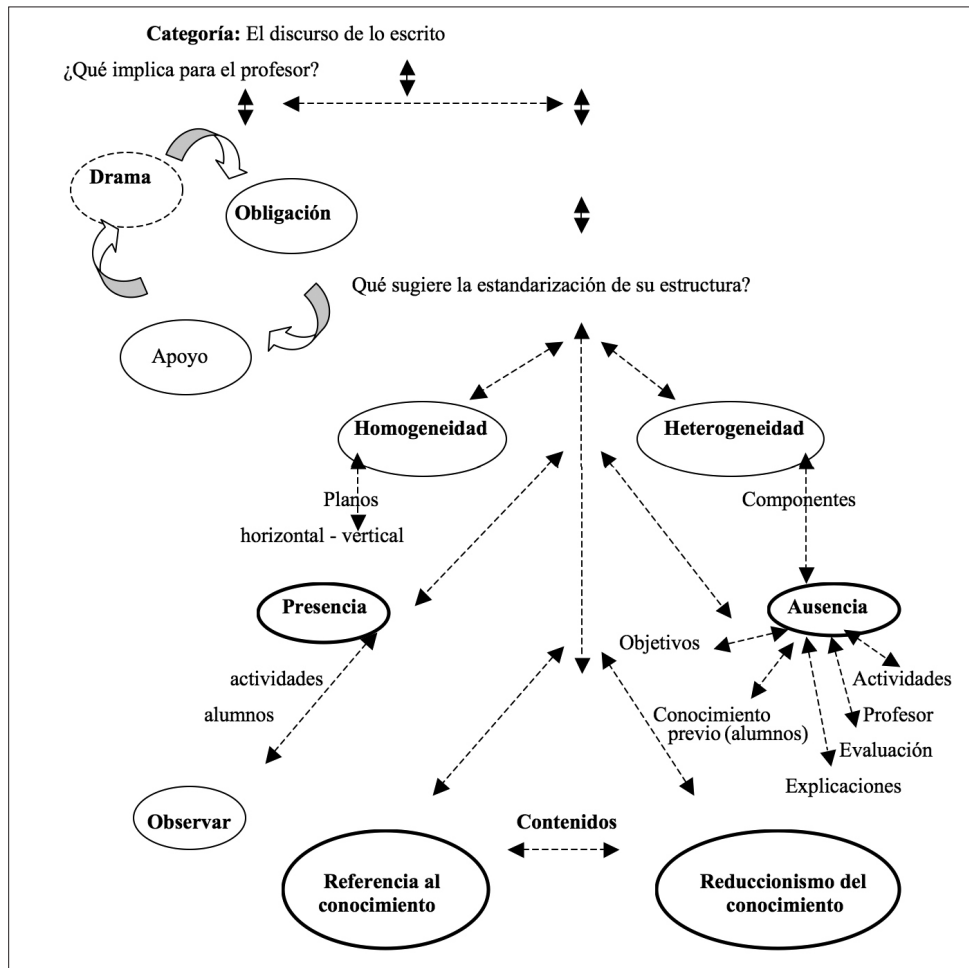 Categoría: El discurso de lo escrito
¿Qué implica para el profesor?
Drama
Obligación
Apoyo
Qué sugiere la estandarización de su estructura?
Homogeneidad
Heterogeneidad
Planos
horizontal - vertical
Componentes
Presencia
Ausencia
actividades
alumnos
Objetivos
Conocimiento
previo (alumnos)
Actividades
Profesor
Evaluación
Explicaciones
Observar
Contenidos
Referencia al
conocimiento
Reduccionismo del
conocimiento